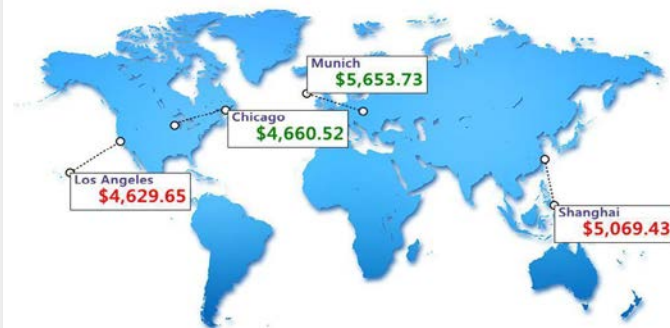 Munich
$5,653.73
Chicago
$4,660.52
Los Angeles
$4,629.65
Shanghai
$5,069.43